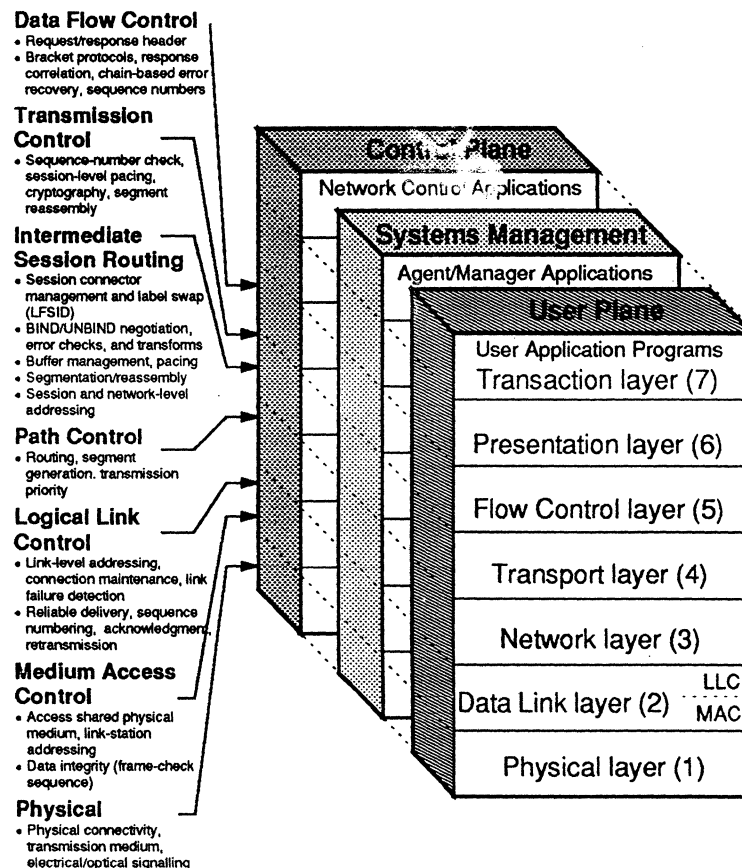 Data Flow Control
• Request/response header
• Bracket protocols, response
correlation, chain-based error
recovery, sequence numbers
Transmission
Control
• Sequence-number check,
session-level pacing,
cryptography, segment
reassembly
Intermediate
Session Routing
• Session connector
management and label swap
(LFSID)
• BIND/UNBIND negotiation,
error checks, and transforms
• Buffer management, pacing
• Segmentation/reassembly
• Session and network-level
addressing
Path Control
• Routing, segment
generation. transmission
priority
Logical Link
Control
• Link-level addressing,
connection maintenance, link
failure detection
• Reliable delivery, sequence
numbering, acknowledgment,
retransmission
Medium Access
Control
• Access shared physical
medium, link-station
addressing
• Data integrity (frame-check
sequence)
Physical
• Physical connectivity,
transmission medium,
electrical/optical signalling
Control Plane
Network Control Applications
Systems Management
Agent/Manager Applications
User Plane
User Application Programs
Transaction layer (7)
Presentation layer (6)
Flow Control layer (5)
Transport layer (4)
Network layer (3)
Data Link layer (2)
LLC
MAC
Physical layer (1)